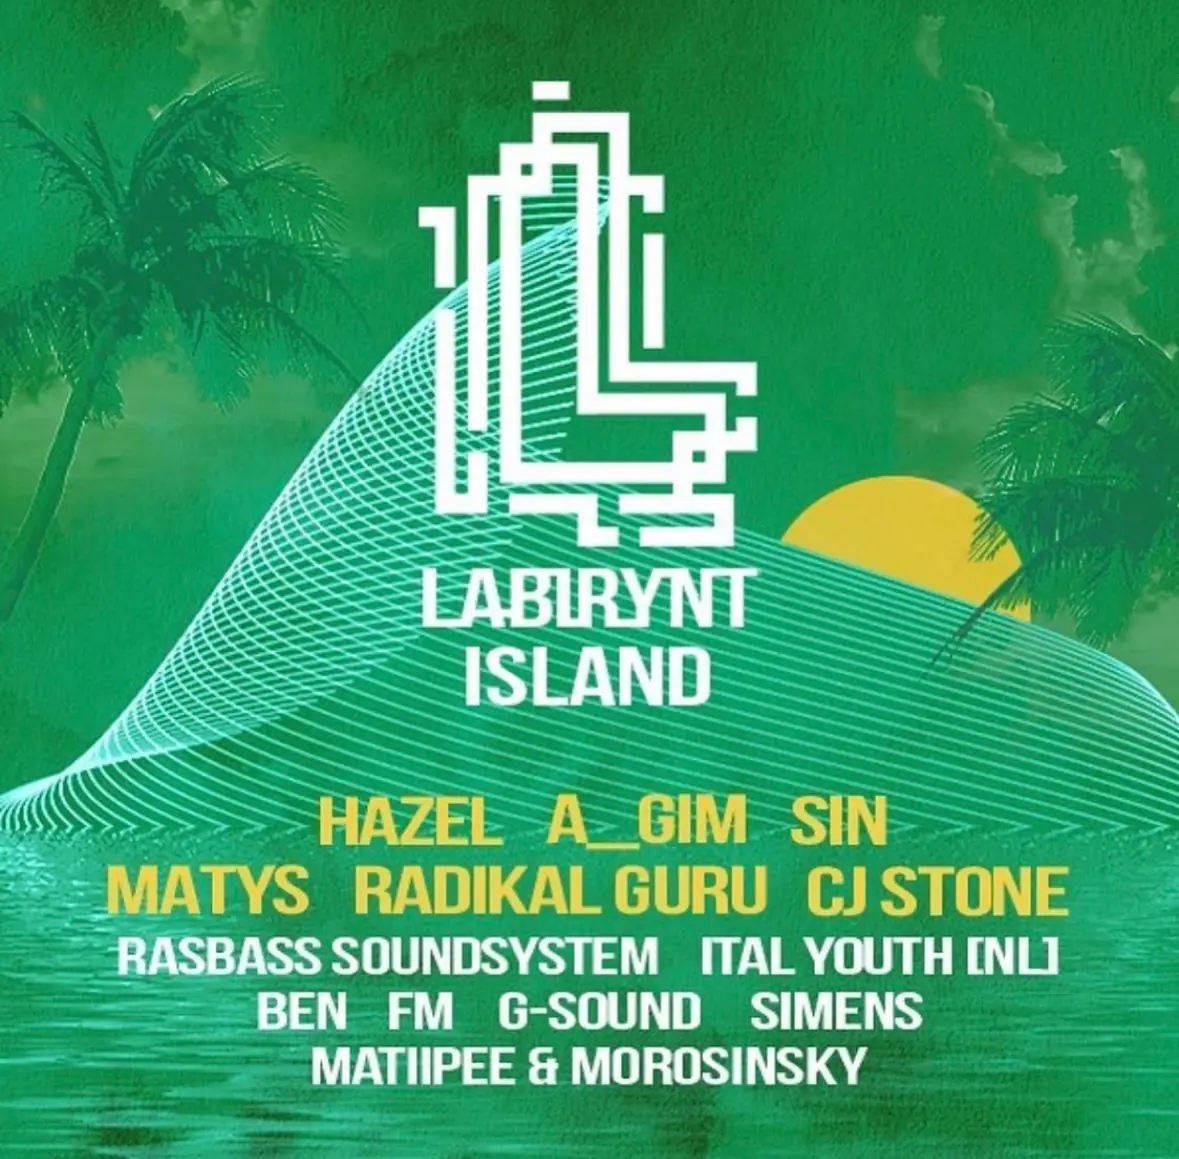 LABIRYNT
ISLAND
HAZEL A_GIM SIN
MATYS RADIKAL GURU CJ STONE
RASBASS SOUNDSYSTEM ITAL YOUTH [NL]
BEN FM G-SOUND SIMENS
MATIIPEE & MOROSINSKY